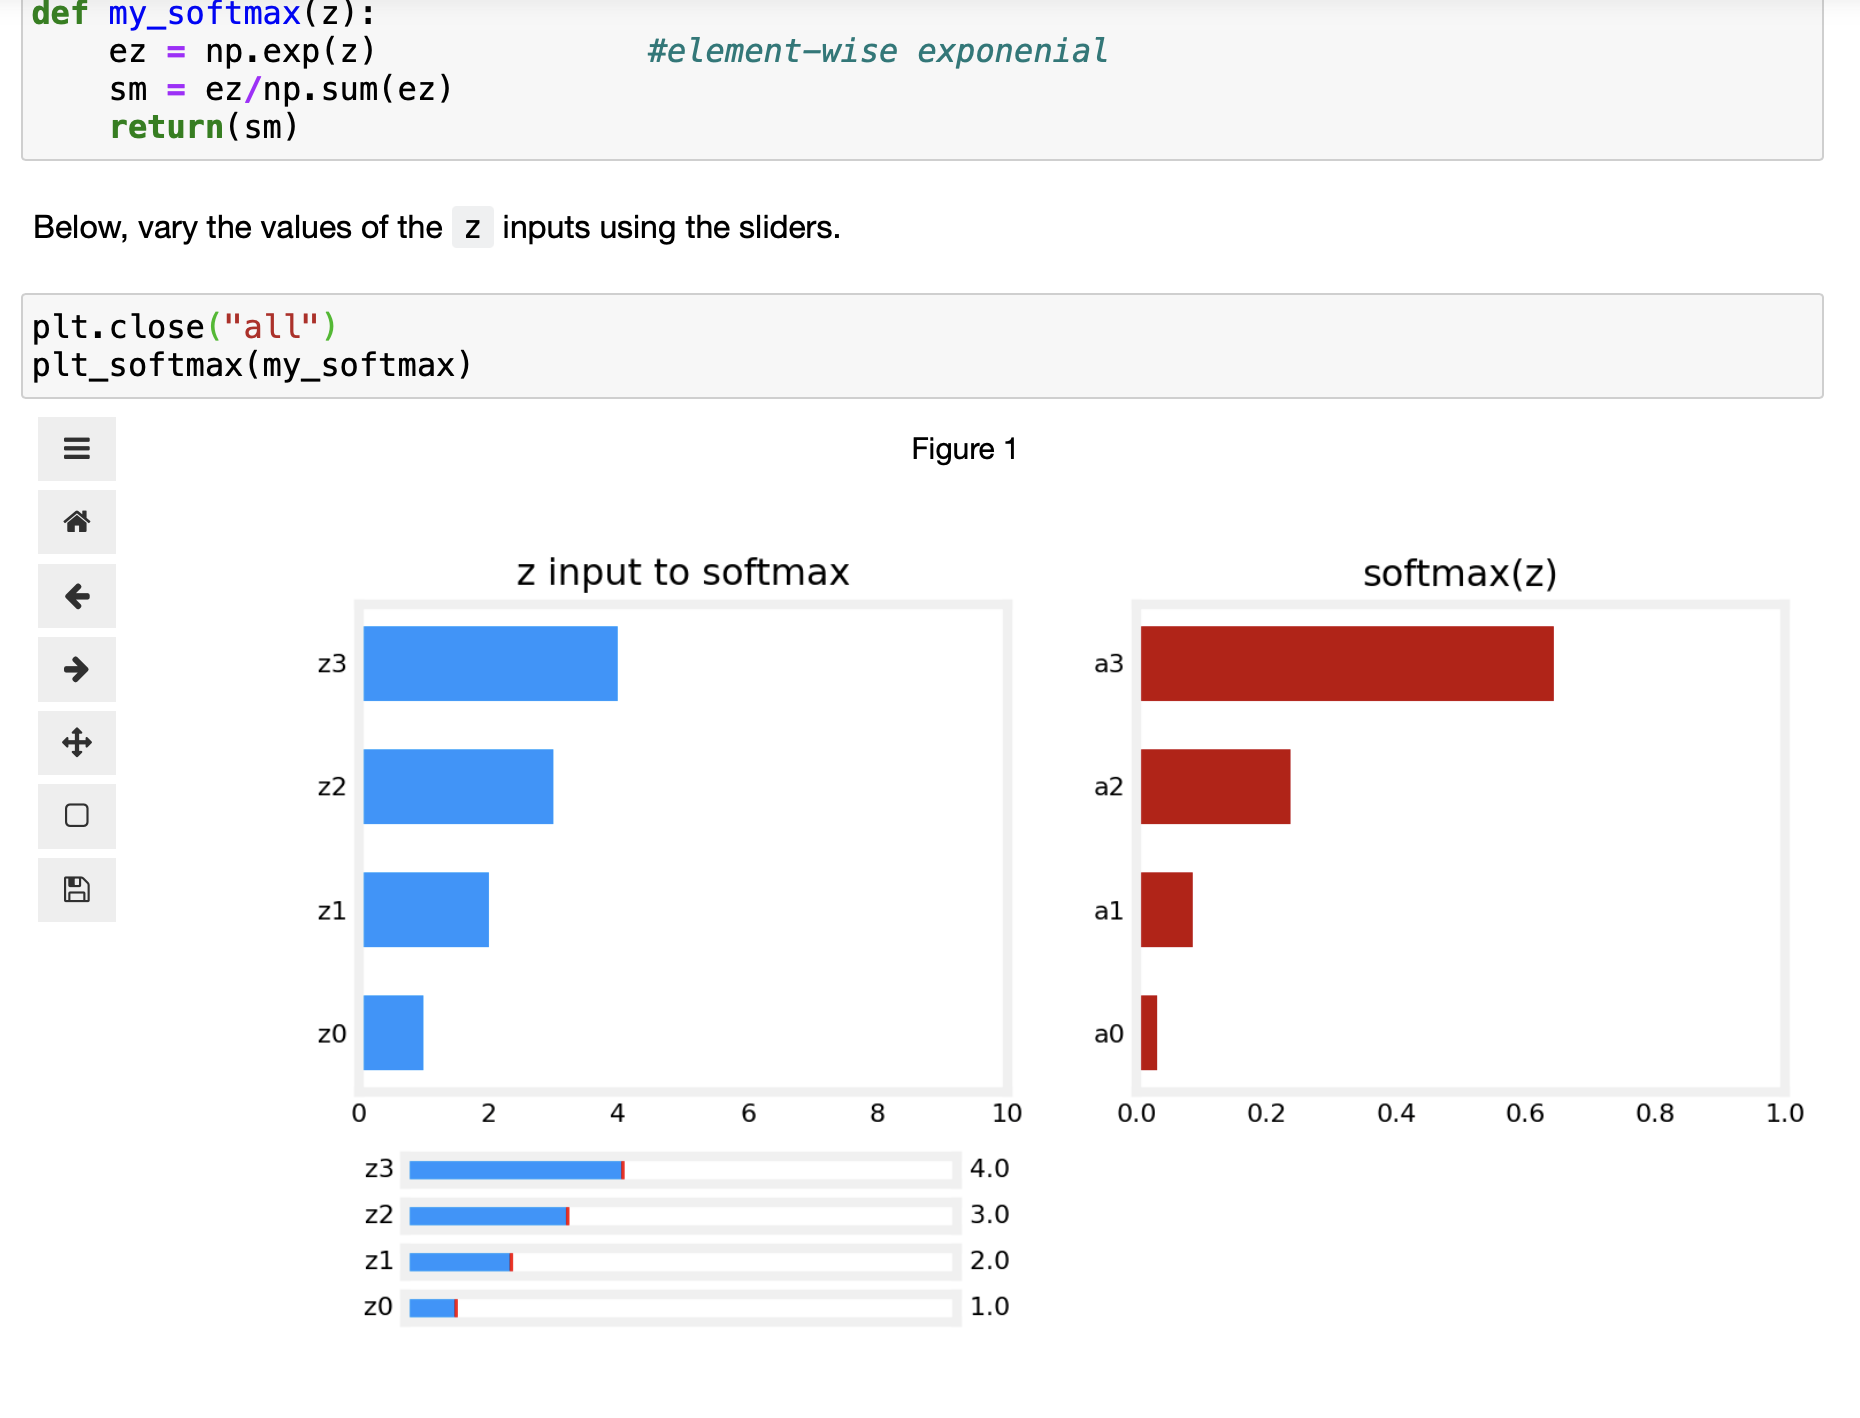 def my_softmax(z):
    ez = np.exp(z)              #element-wise exponenial
    sm = ez/np.sum(ez)
    return(sm)
Below, vary the values of the z inputs using the sliders.
plt.close("all")
plt_softmax(my_softmax)
Figure 1
z input to softmax
z3
z2
z1
z0
0 2 4 6 8 10
softmax(z)
a3
a2
a1
a0
0.0 0.2 0.4 0.6 0.8 1.0
z3 4.0
z2 3.0
z1 2.0
z0 1.0